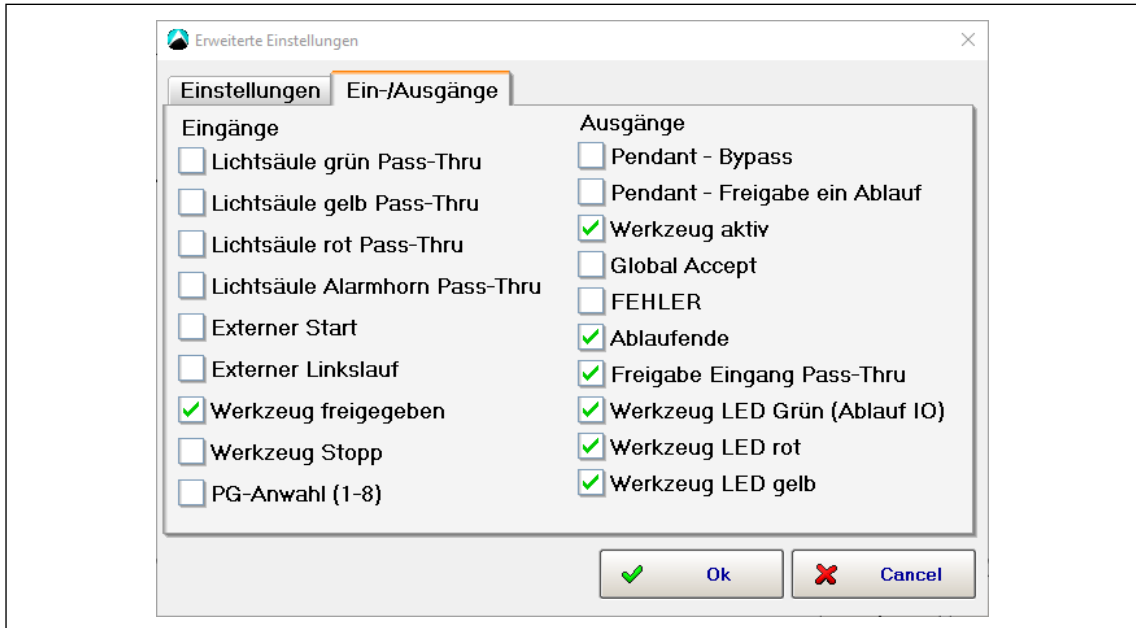 Erweiterte Einstellungen
Einstellungen
Ein-/Ausgänge
Eingänge
Lichtsäule grün Pass-Thru
Lichtsäule gelb Pass-Thru
Lichtsäule rot Pass-Thru
Lichtsäule Alarmhorn Pass-Thru
Externer Start
Externer Linkslauf
Werkzeug freigegeben
Werkzeug Stopp
PG-Anwahl (1-8)
Ausgänge
Pendant - Bypass
Pendant - Freigabe ein Ablauf
Werkzeug aktiv
Global Accept
FEHLER
Ablaufende
Freigabe Eingang Pass-Thru
Werkzeug LED Grün (Ablauf IO)
Werkzeug LED rot
Werkzeug LED gelb
Ok
Cancel